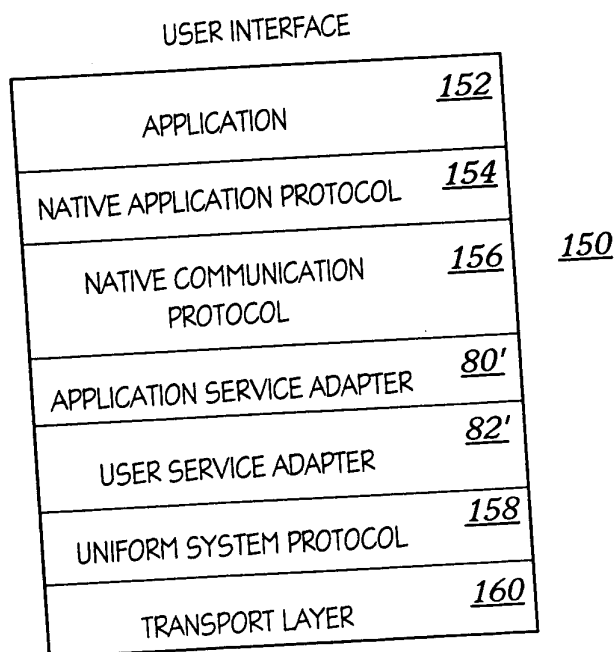 USER INTERFACE
APPLICATION 152
NATIVE APPLICATION PROTOCOL 154
NATIVE COMMUNICATION 156
PROTOCOL
150
APPLICATION SERVICE ADAPTER 80'
USER SERVICE ADAPTER 82'
UNIFORM SYSTEM PROTOCOL 158
TRANSPORT LAYER 160